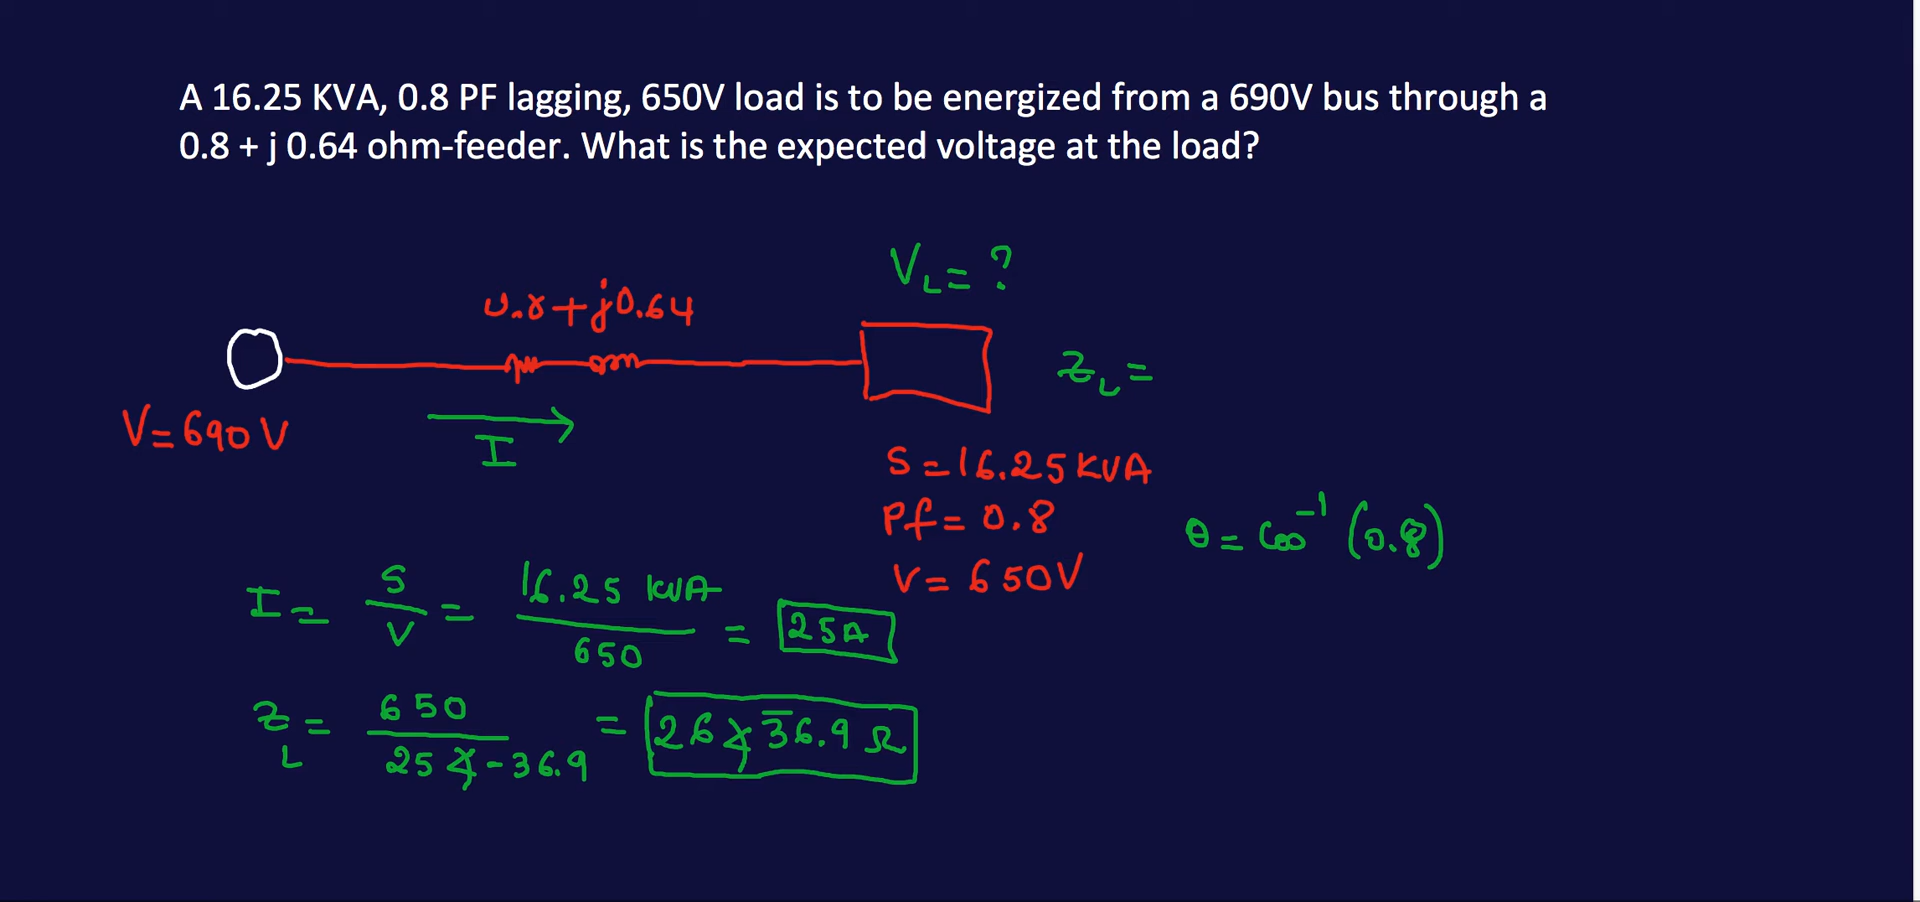 A 16.25 KVA, 0.8 PF lagging, 650V load is to be energized from a 690V bus through a
0.8 + j 0.64 ohm-feeder. What is the expected voltage at the load?
V_L = ?
0.8 + j0.64
Z_L =
V = 690 V
I
S = 16.25 KVA
Pf = 0.8
V = 650V
θ = Cos⁻¹ (0.8)
I = S/V = 16.25 KVA / 650 = 25A
Z_L = 650 / 25∡-36.9 = 26∡36.9 Ω